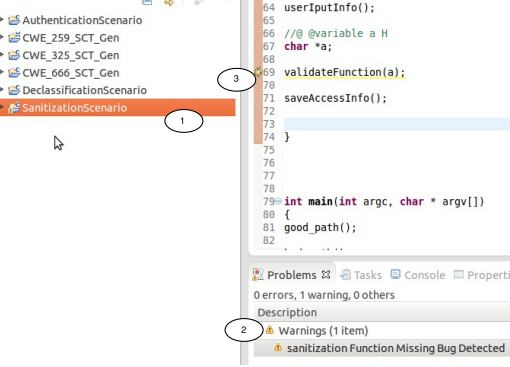 AuthenticationScenario
CWE_259_SCT_Gen
CWE_325_SCT_Gen
CWE_666_SCT_Gen
DeclassificationScenario
SanitizationScenario
1
64 userIputInfo();
65
66 //@ @variable a H
67 char *a;
68
3
69 validateFunction(a);
70
71 saveAccessInfo();
72
73
74 }
75
76
77
78
79 int main(int argc, char * argv[])
80 {
81 good_path();
82
Problems Tasks Console Properti
0 errors, 1 warning, 0 others
Description
2
Warnings (1 item)
sanitization Function Missing Bug Detected